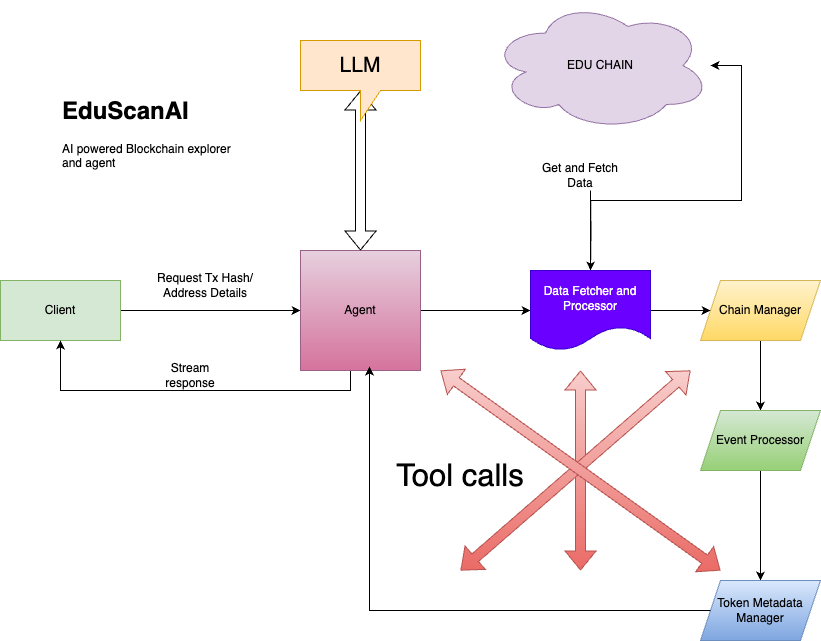 LLM
EDU CHAIN
EduScanAI
AI powered Blockchain explorer
and agent
Get and Fetch
Data
Request Tx Hash/
Address Details
Client
Agent
Data Fetcher and
Processor
Chain Manager
Stream
response
Event Processor
Tool calls
Token Metadata
Manager